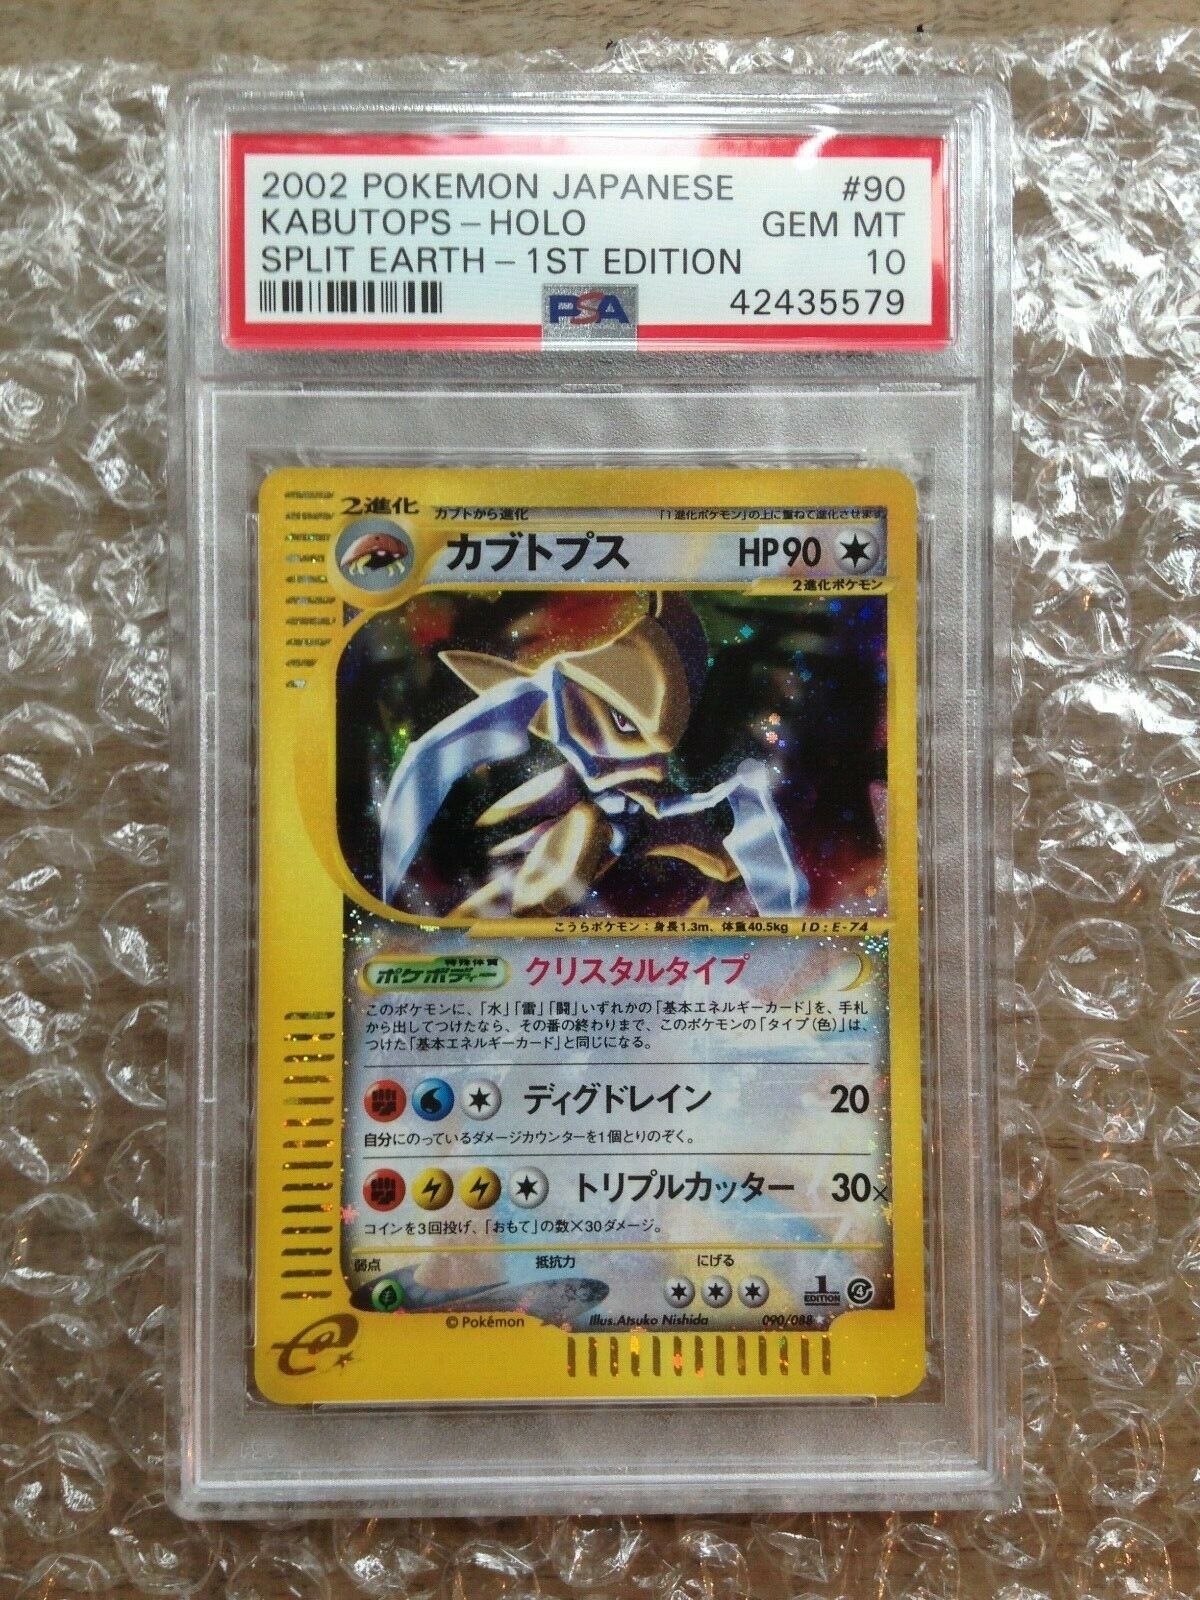 2002 POKEMON JAPANESE #90
KABUTOPS – HOLO GEM MT
SPLIT EARTH – 1ST EDITION 10
PSA 42435579
2進化 カブトから進化 「1進化ポケモン」の上に重ねて進化させます
カブトプス HP90
2進化ポケモン
こうらポケモン：身長1.3m、体重40.5kg ID:E-74
特殊体質
ポケボディー クリスタルタイプ
このポケモンに、「水」「雷」「闘」いずれかの「基本エネルギーカード」を、手札
から出してつけたなら、その番の終わりまで、このポケモンの「タイプ（色）」は、
つけた「基本エネルギーカード」と同じになる。
ディグドレイン 20
自分にのっているダメージカウンターを1個とりのぞく。
トリプルカッター 30×
コインを3回投げ、「おもて」の数×30ダメージ。
弱点 抵抗力 にげる
1 EDITION
©Pokémon Illus.Atsuko Nishida 090/088
e